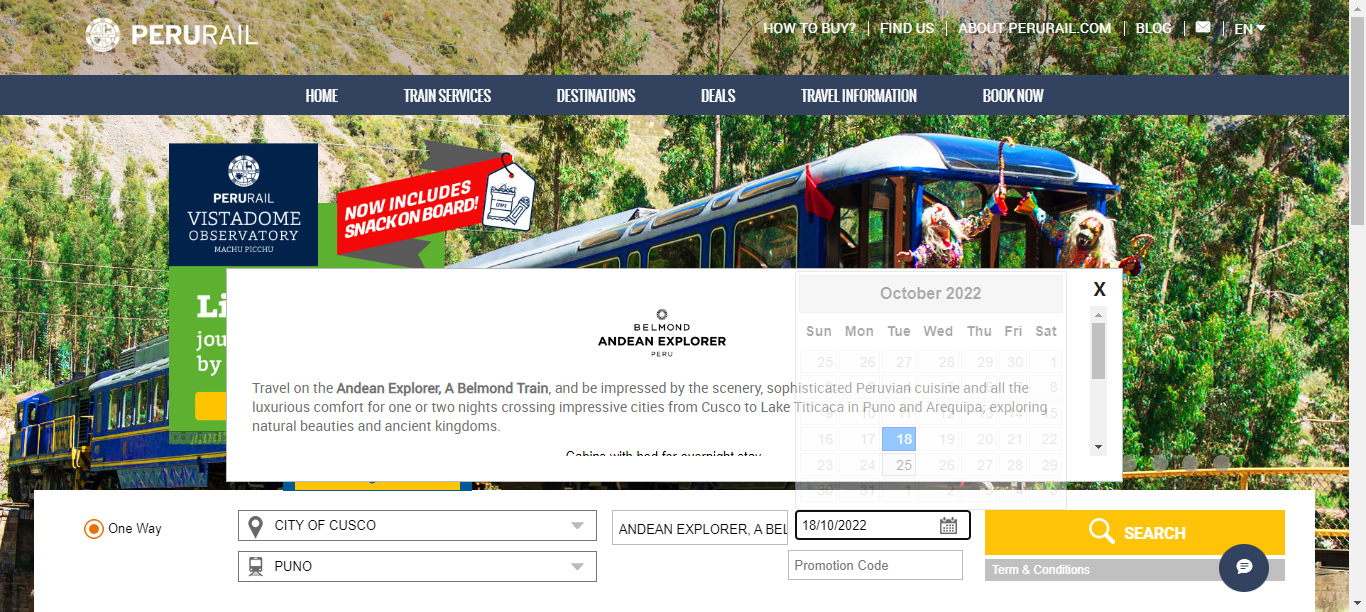 PERURAIL
HOW TO BUY? | FIND US | ABOUT PERURAIL.COM | BLOG | | EN
HOME TRAIN SERVICES DESTINATIONS DEALS TRAVEL INFORMATION BOOK NOW
PERURAIL
VISTADOME
OBSERVATORY
MACHU PICCHU
NOW INCLUDES
SNACK ON BOARD!
Li
jou
by
X
BELMOND
ANDEAN EXPLORER
PERU
Travel on the Andean Explorer, A Belmond Train, and be impressed by the scenery, sophisticated Peruvian cuisine and all the
luxurious comfort for one or two nights crossing impressive cities from Cusco to Lake Titicaca in Puno and Arequipa; exploring
natural beauties and ancient kingdoms.
Cabins with bed for overnight stay
October 2022
Sun Mon Tue Wed Thu Fri Sat
25 26 27 28 29 30 1
8
9 10 11 12 13 14 15
16 17 18 19 20 21 22
23 24 25 26 27 28 29
30 31 1 2 3 4 5
One Way
CITY OF CUSCO
ANDEAN EXPLORER, A BEL
18/10/2022
SEARCH
PUNO
Promotion Code
Term & Conditions